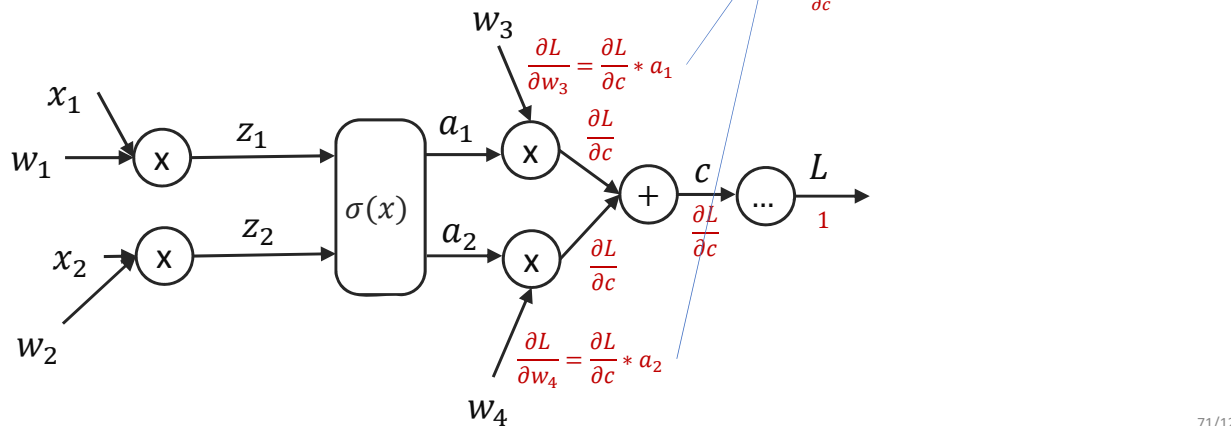 ∂c
w₃
∂L/∂w₃ = ∂L/∂c * a₁
x₁
z₁
a₁
∂L/∂c
w₁
x
x
c
L
σ(x)
+
...
∂L/∂c
1
z₂
a₂
x₂
x
x
∂L/∂c
w₂
∂L/∂w₄ = ∂L/∂c * a₂
w₄